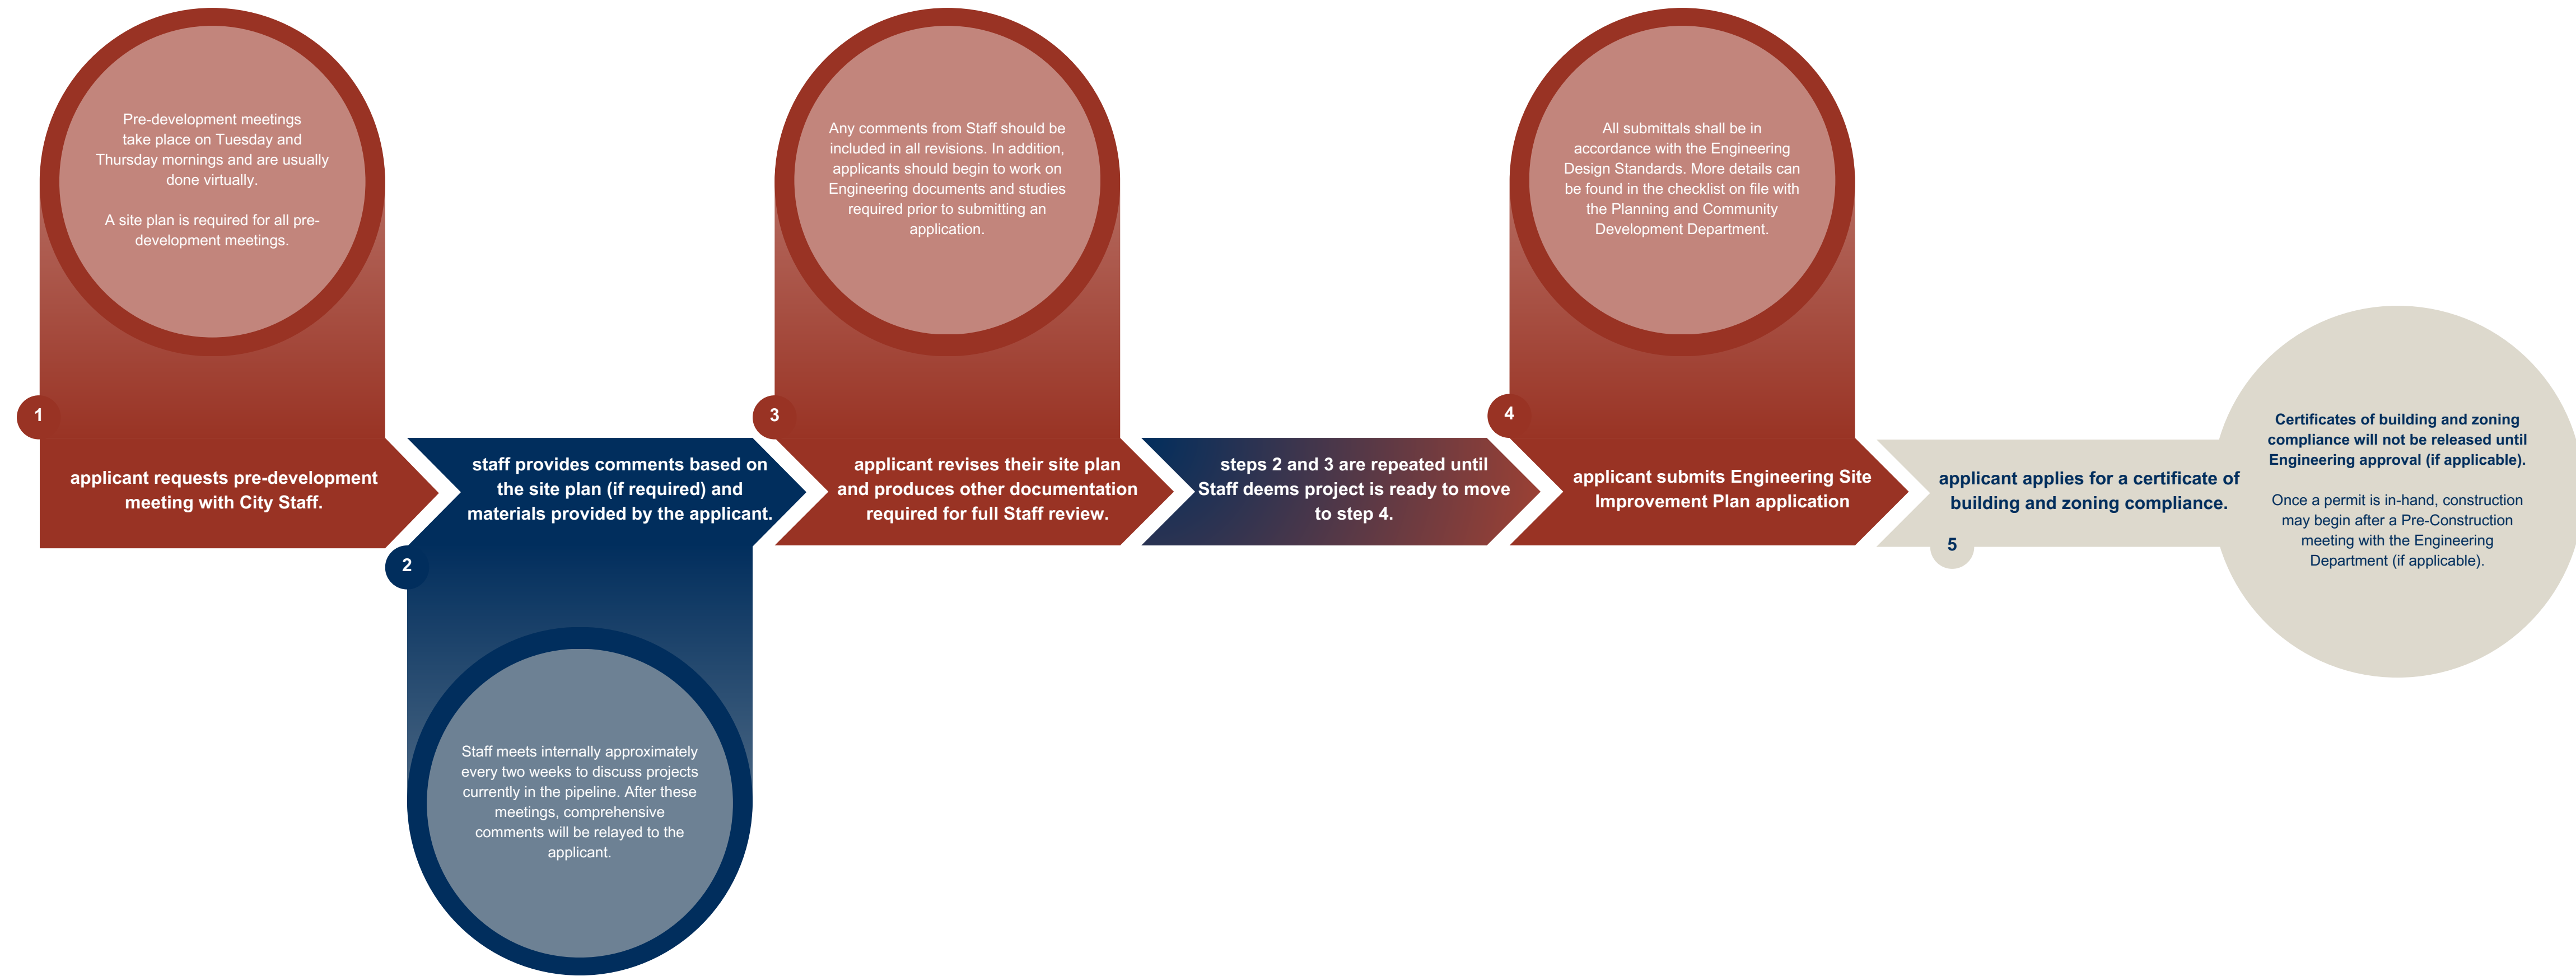 Pre-development meetings
take place on Tuesday and
Thursday mornings and are usually
done virtually.
A site plan is required for all pre-
development meetings.
1
applicant requests pre-development
meeting with City Staff.
staff provides comments based on
the site plan (if required) and
materials provided by the applicant.
2
Staff meets internally approximately
every two weeks to discuss projects
currently in the pipeline. After these
meetings, comprehensive
comments will be relayed to the
applicant.
Any comments from Staff should be
included in all revisions. In addition,
applicants should begin to work on
Engineering documents and studies
required prior to submitting an
application.
3
applicant revises their site plan
and produces other documentation
required for full Staff review.
steps 2 and 3 are repeated until
Staff deems project is ready to move
to step 4.
All submittals shall be in
accordance with the Engineering
Design Standards. More details can
be found in the checklist on file with
the Planning and Community
Development Department.
4
applicant submits Engineering Site
Improvement Plan application
applicant applies for a certificate of
building and zoning compliance.
5
Certificates of building and zoning
compliance will not be released until
Engineering approval (if applicable).
Once a permit is in-hand, construction
may begin after a Pre-Construction
meeting with the Engineering
Department (if applicable).